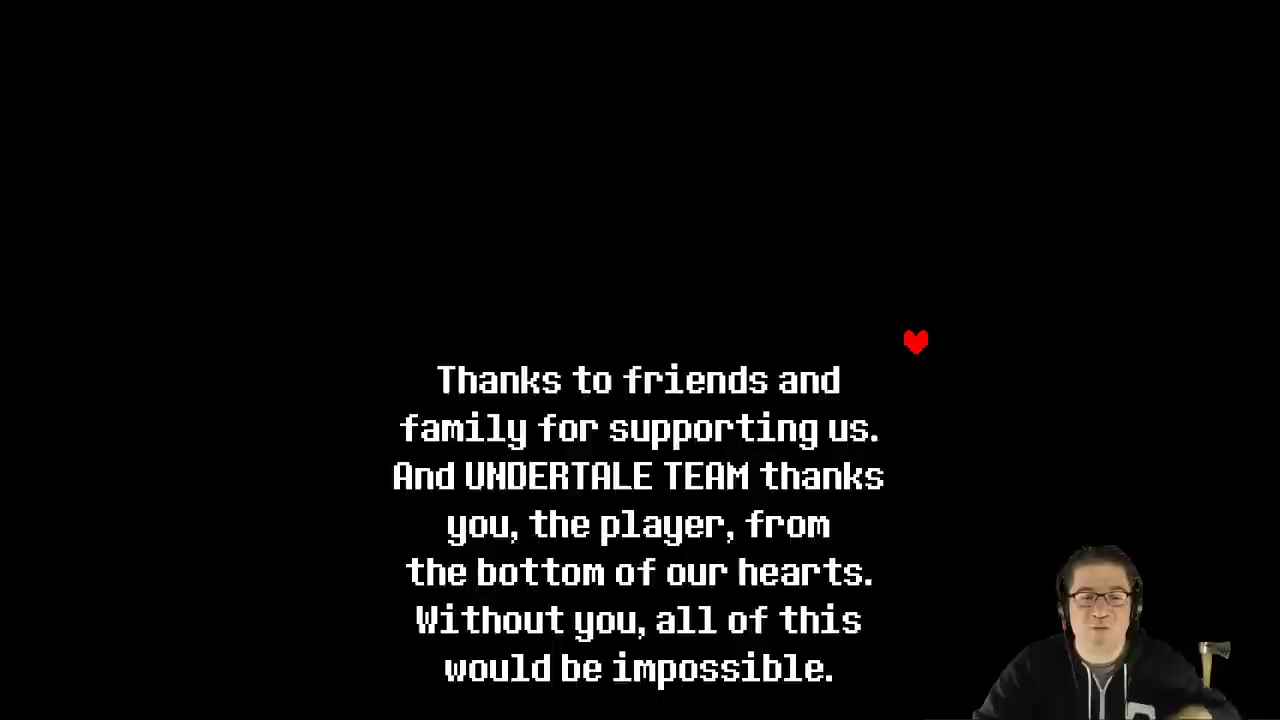 Thanks to friends and
family for supporting us.
And UNDERTALE TEAM thanks
you, the player, from
the bottom of our hearts.
Without you, all of this
would be impossible.